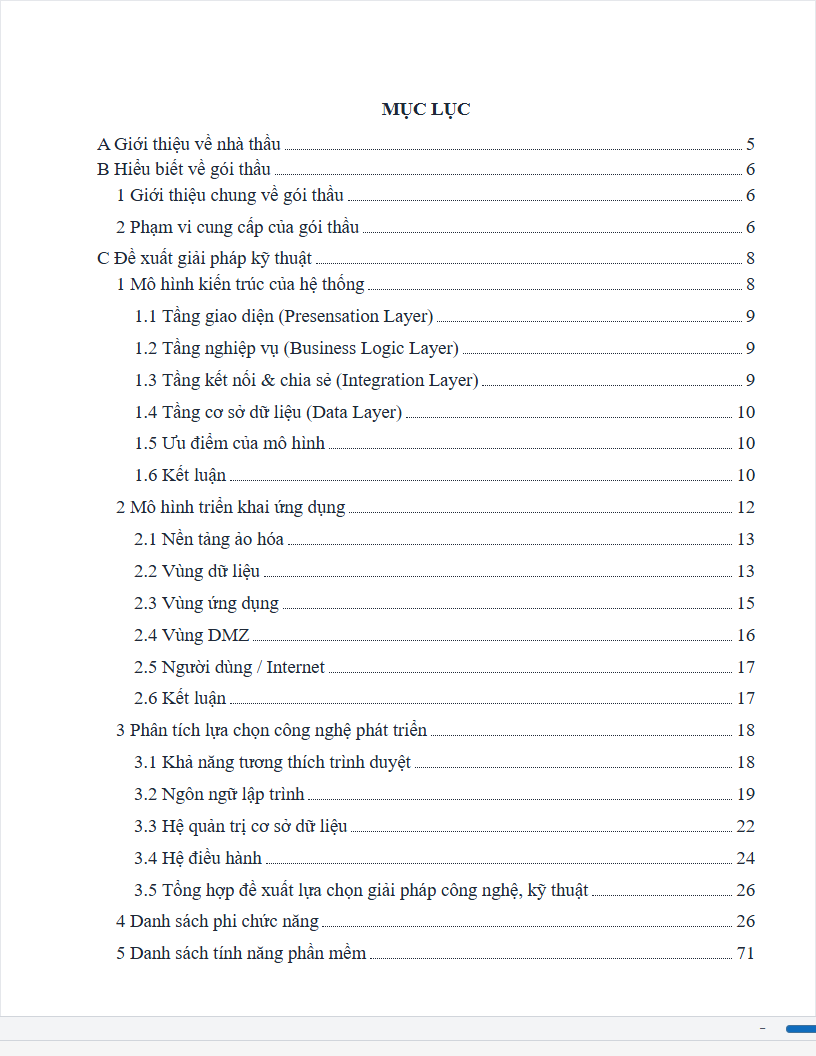 MỤC LỤC
A Giới thiệu về nhà thầu 5
B Hiểu biết về gói thầu 6
1 Giới thiệu chung về gói thầu 6
2 Phạm vi cung cấp của gói thầu 6
C Đề xuất giải pháp kỹ thuật 8
1 Mô hình kiến trúc của hệ thống 8
1.1 Tầng giao diện (Presensation Layer) 9
1.2 Tầng nghiệp vụ (Business Logic Layer) 9
1.3 Tầng kết nối & chia sẻ (Integration Layer) 9
1.4 Tầng cơ sở dữ liệu (Data Layer) 10
1.5 Ưu điểm của mô hình 10
1.6 Kết luận 10
2 Mô hình triển khai ứng dụng 12
2.1 Nền tảng ảo hóa 13
2.2 Vùng dữ liệu 13
2.3 Vùng ứng dụng 15
2.4 Vùng DMZ 16
2.5 Người dùng / Internet 17
2.6 Kết luận 17
3 Phân tích lựa chọn công nghệ phát triển 18
3.1 Khả năng tương thích trình duyệt 18
3.2 Ngôn ngữ lập trình 19
3.3 Hệ quản trị cơ sở dữ liệu 22
3.4 Hệ điều hành 24
3.5 Tổng hợp đề xuất lựa chọn giải pháp công nghệ, kỹ thuật 26
4 Danh sách phi chức năng 26
5 Danh sách tính năng phần mềm 71